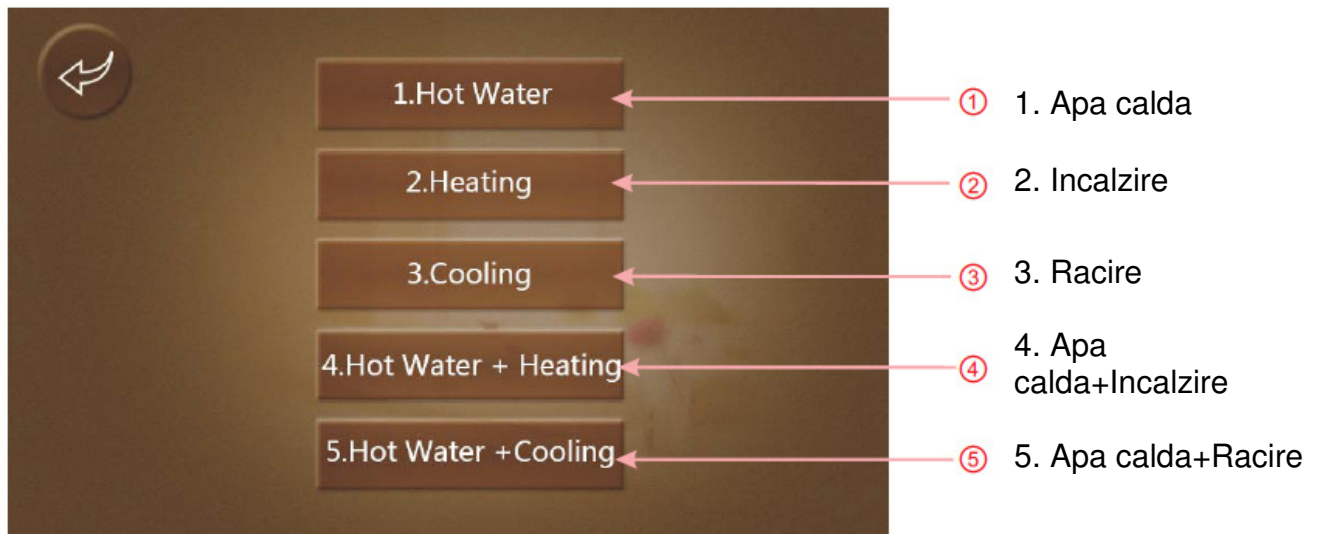 1.Hot Water
① 1. Apa calda
2.Heating
② 2. Incalzire
3.Cooling
③ 3. Racire
4.Hot Water + Heating
④ 4. Apa
calda+Incalzire
5.Hot Water +Cooling
⑤ 5. Apa calda+Racire